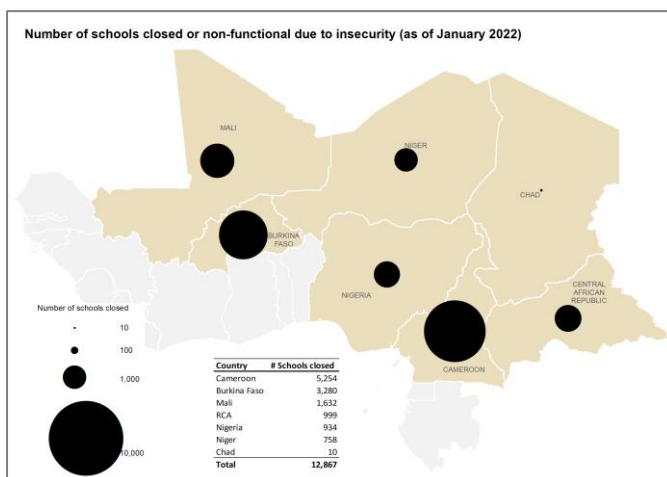 Number of schools closed or non-functional due to insecurity (as of January 2022)
MALI
NIGER
CHAD
BURKINA
FASO
NIGERIA
CENTRAL
AFRICAN
REPUBLIC
CAMEROON
Number of schools closed
10
100
1,000
10,000
Country # Schools closed
Cameroon 5,254
Burkina Faso 3,280
Mali 1,632
RCA 999
Nigeria 934
Niger 758
Chad 10
Total 12,867